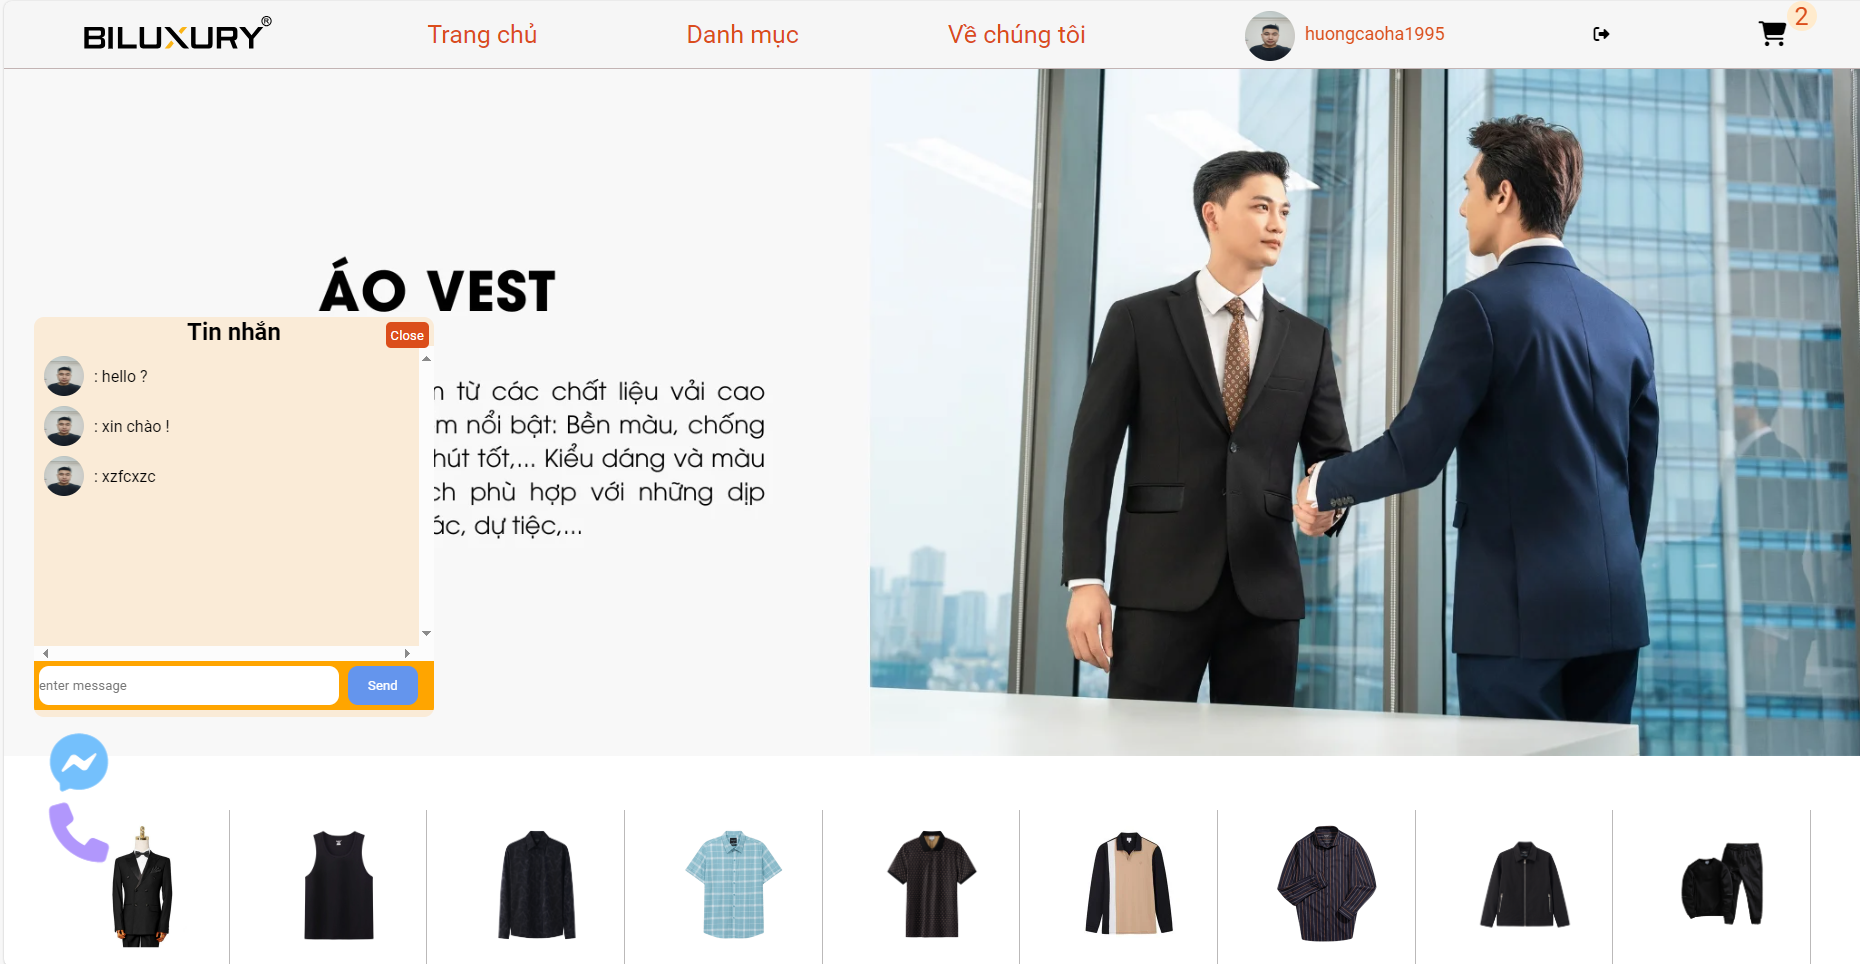 BILUXURY®
Trang chủ
Danh mục
Về chúng tôi
huongcaoha1995
2
ÁO VEST
Tin nhắn
Close
: hello ?
: xin chào !
: xzfcxzc
từ các chất liệu vải cao
nổi bật: Bền màu, chống
hút tốt,... Kiểu dáng và màu
phù hợp với những dịp
dự tiệc,...
enter message
Send